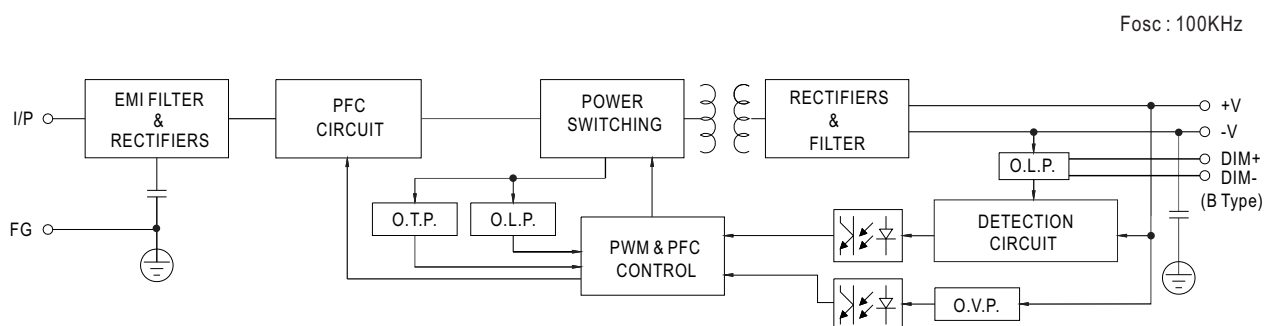 Fosc : 100KHz
I/P
EMI FILTER
&
RECTIFIERS
PFC
CIRCUIT
POWER
SWITCHING
RECTIFIERS
&
FILTER
+V
-V
O.L.P.
DIM+
DIM-
(B Type)
FG
O.T.P.
O.L.P.
PWM & PFC
CONTROL
DETECTION
CIRCUIT
O.V.P.